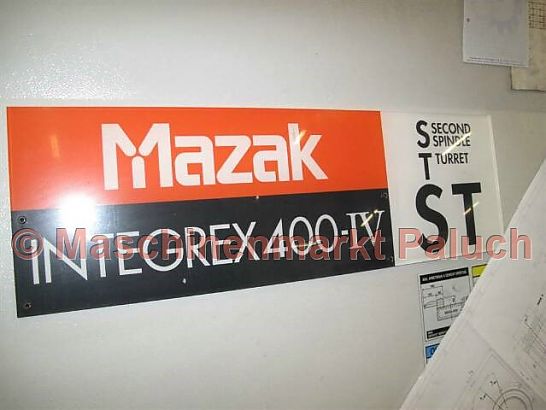 Mazak
INTEGREX 400-IV
S SECOND
SPINDLE
T TURRET
ST
© Maschinenmarkt Paluch